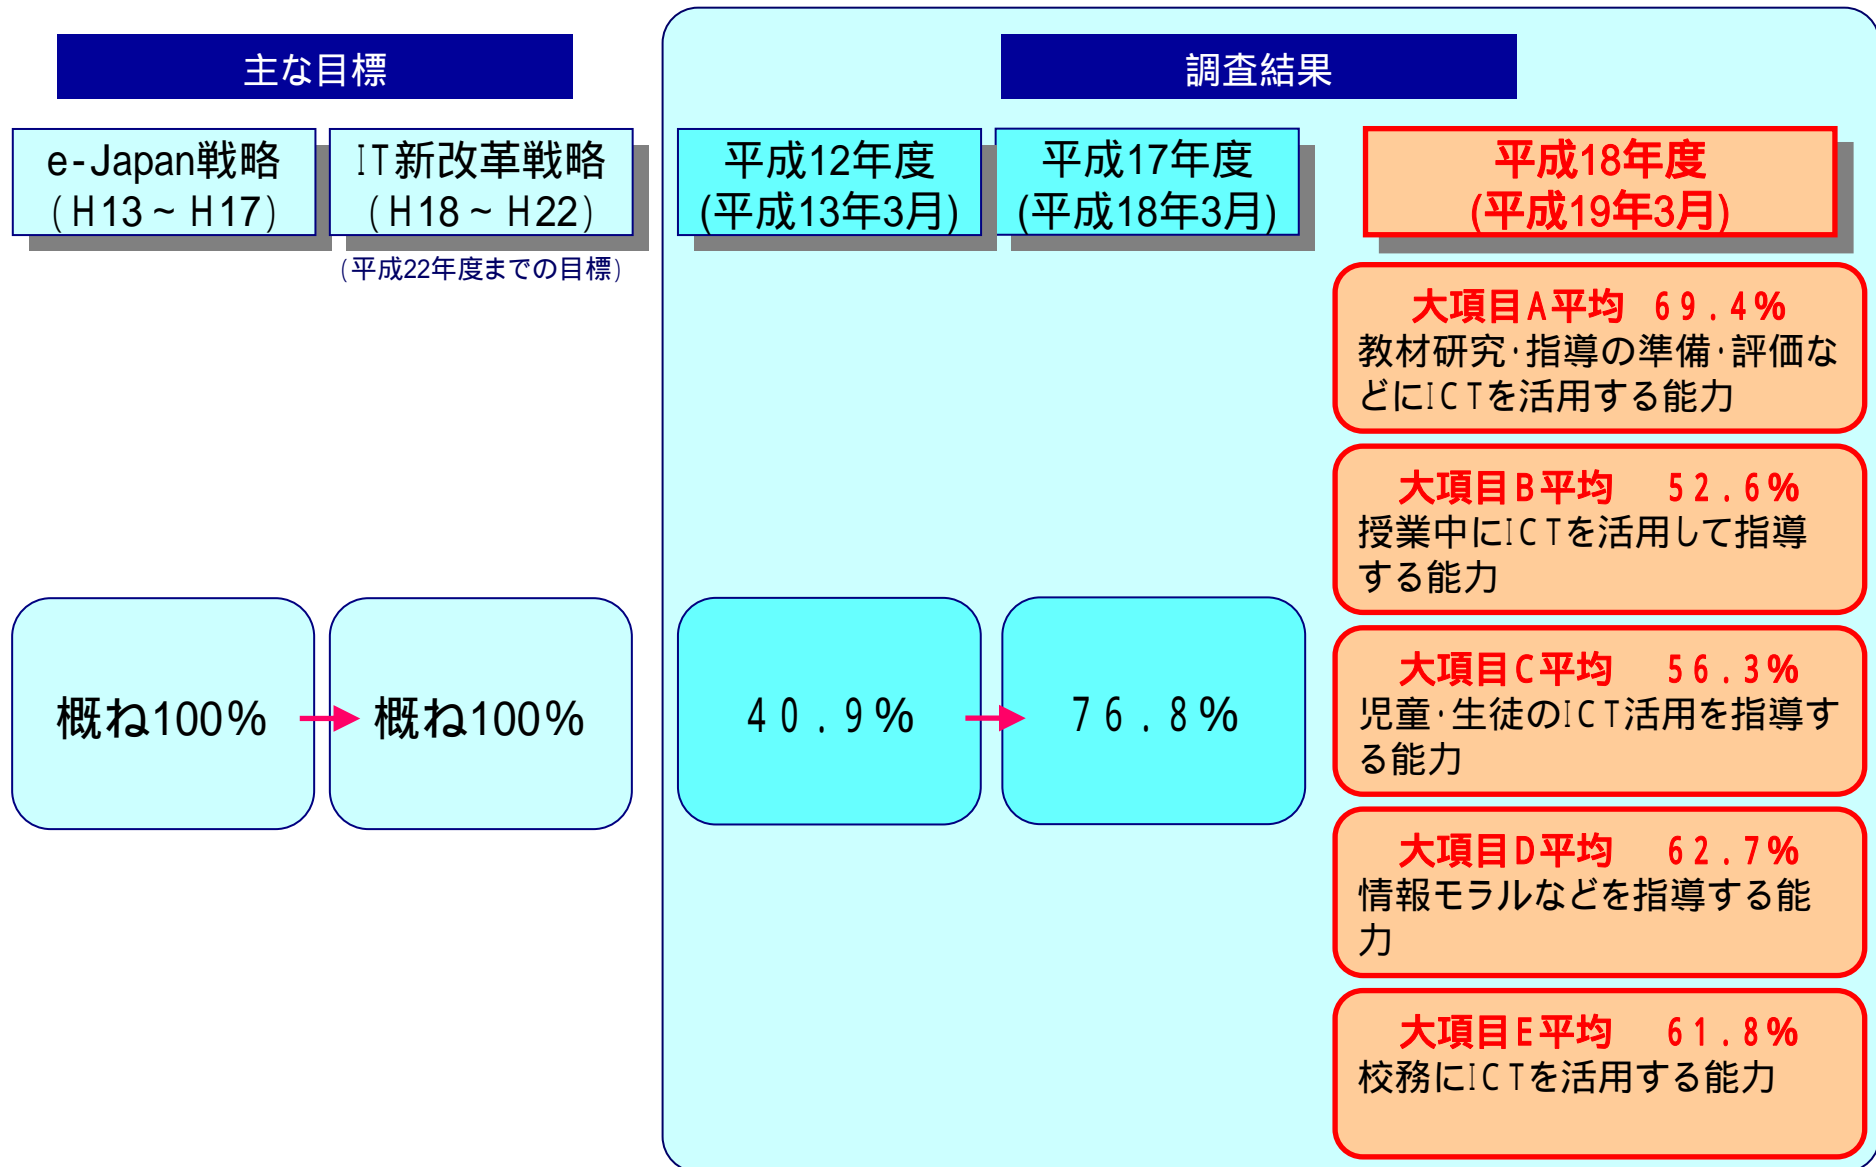 主な目標
調査結果
e-Japan戦略
(H13~H17)
IT新改革戦略
(H18~H22)
(平成22年度までの目標)
平成12年度
(平成13年3月)
平成17年度
(平成18年3月)
平成18年度
(平成19年3月)
概ね100%
概ね100%
40.9%
76.8%
大項目A平均 69.4%
教材研究・指導の準備・評価な
どにICTを活用する能力
大項目B平均 52.6%
授業中にICTを活用して指導
する能力
大項目C平均 56.3%
児童・生徒のICT活用を指導す
る能力
大項目D平均 62.7%
情報モラルなどを指導する能
力
大項目E平均 61.8%
校務にICTを活用する能力